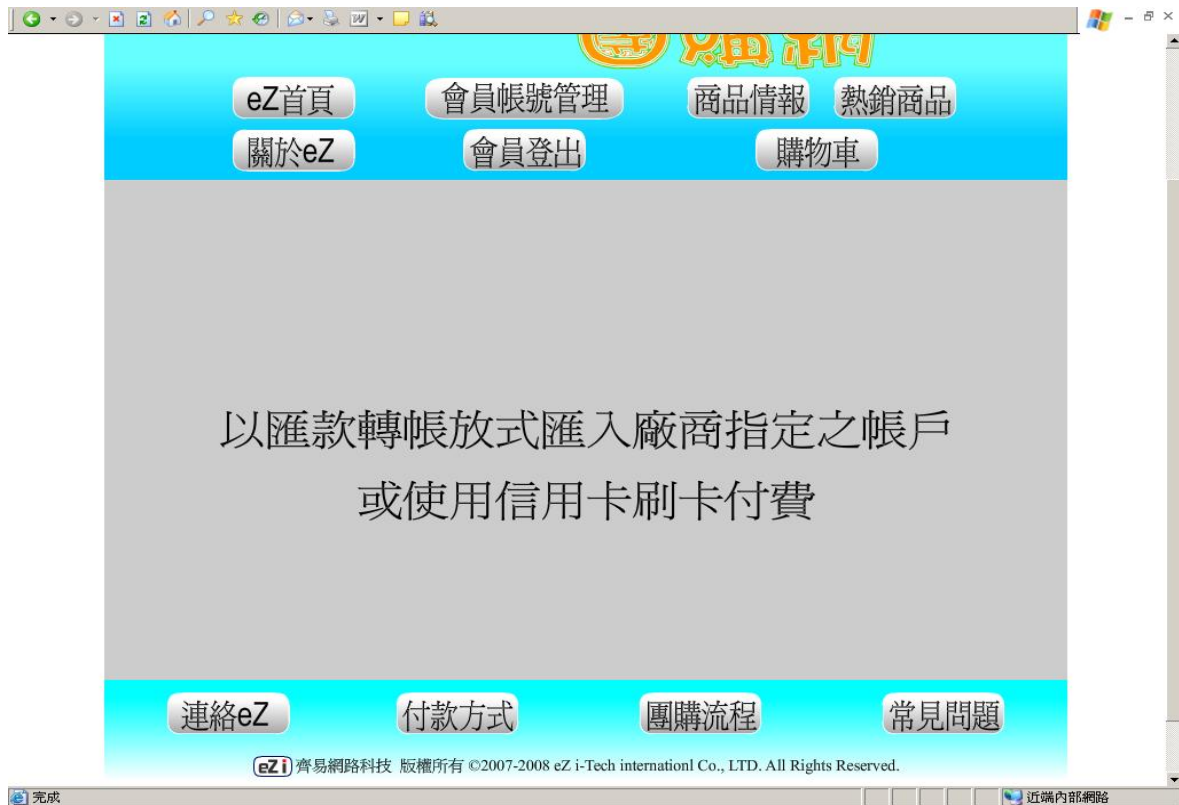 團購網
eZ首頁 會員帳號管理 商品情報 熱銷商品
關於eZ 會員登出 購物車
以匯款轉帳放式匯入廠商指定之帳戶
或使用信用卡刷卡付費
連絡eZ 付款方式 團購流程 常見問題
eZi 齊易網路科技 版權所有 ©2007-2008 eZ i-Tech internationl Co., LTD. All Rights Reserved.
完成 近端內部網路